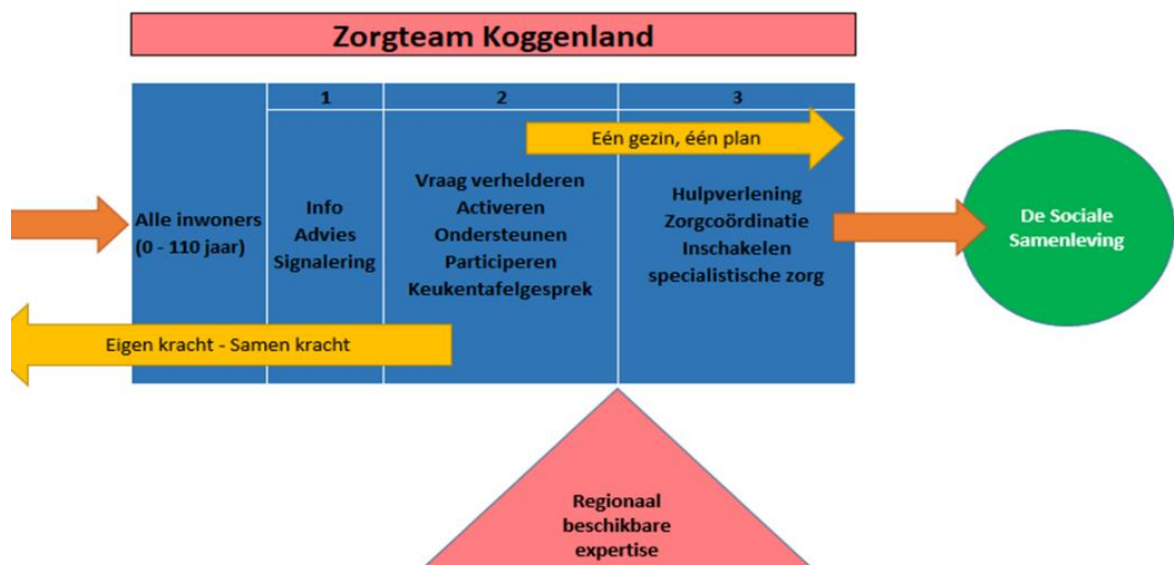 Zorgteam Koggenland
1
2
3
Eén gezin, één plan
Alle inwoners
(0 - 110 jaar)
Info
Advies
Signalering
Vraag verhelderen
Activeren
Ondersteunen
Participeren
Keukentafelgesprek
Hulpverlening
Zorgcoördinatie
Inschakelen
specialistische zorg
De Sociale
Samenleving
Eigen kracht - Samen kracht
Regionaal
beschikbare
expertise